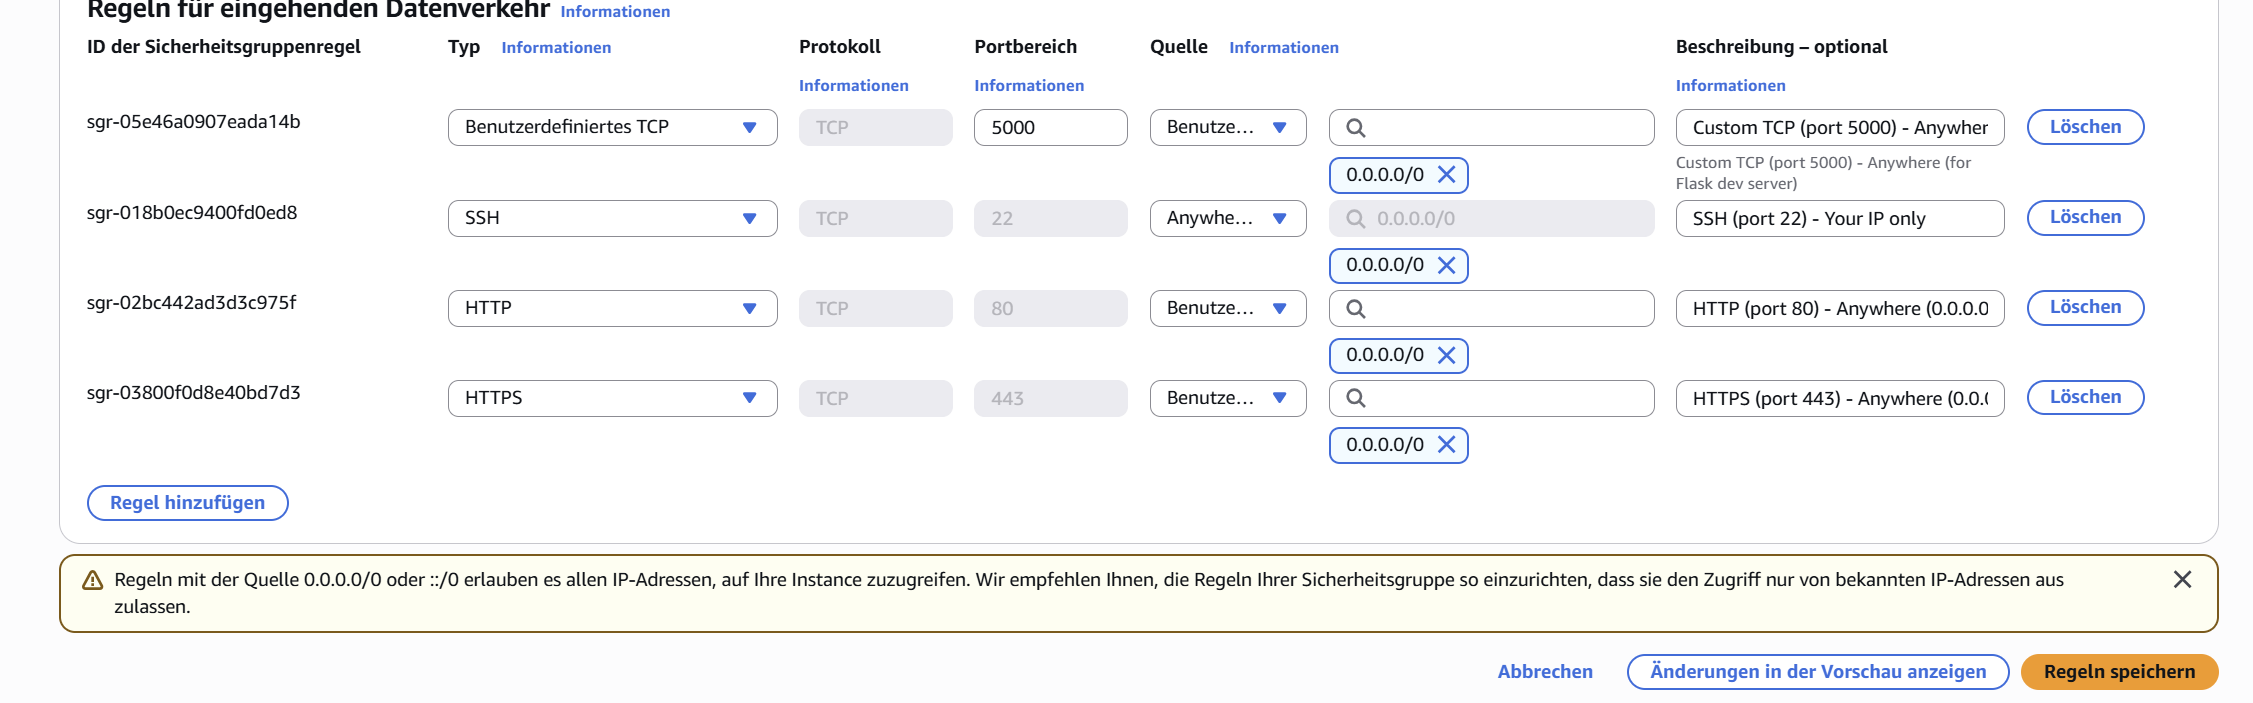 Regeln für eingehenden Datenverkehr Informationen
ID der Sicherheitsgruppenregel Typ Informationen Protokoll Portbereich Quelle Informationen Beschreibung – optional
Informationen Informationen Informationen
sgr-05e46a0907eada14b Benutzerdefiniertes TCP TCP 5000 Benutze... Custom TCP (port 5000) - Anywher Löschen
0.0.0.0/0 Custom TCP (port 5000) - Anywhere (for
Flask dev server)
sgr-018b0ec9400fd0ed8 SSH TCP 22 Anywhe... 0.0.0.0/0 SSH (port 22) - Your IP only Löschen
0.0.0.0/0
sgr-02bc442ad3d3c975f HTTP TCP 80 Benutze... HTTP (port 80) - Anywhere (0.0.0.0 Löschen
0.0.0.0/0
sgr-03800f0d8e40bd7d3 HTTPS TCP 443 Benutze... HTTPS (port 443) - Anywhere (0.0.( Löschen
0.0.0.0/0
Regel hinzufügen
Regeln mit der Quelle 0.0.0.0/0 oder ::/0 erlauben es allen IP-Adressen, auf Ihre Instance zuzugreifen. Wir empfehlen Ihnen, die Regeln Ihrer Sicherheitsgruppe so einzurichten, dass sie den Zugriff nur von bekannten IP-Adressen aus
zulassen.
Abbrechen Änderungen in der Vorschau anzeigen Regeln speichern